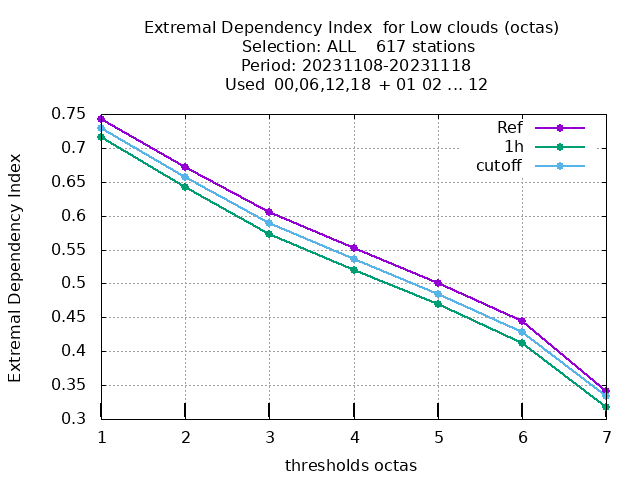 Extremal Dependency Index  for Low clouds (octas)
Selection: ALL    617 stations
Period: 20231108-20231118
Used  00,06,12,18  + 01 02 ... 12
Extremal Dependency Index
0.75
0.7
0.65
0.6
0.55
0.5
0.45
0.4
0.35
0.3
Ref
1h
cutoff
1 2 3 4 5 6 7
thresholds octas